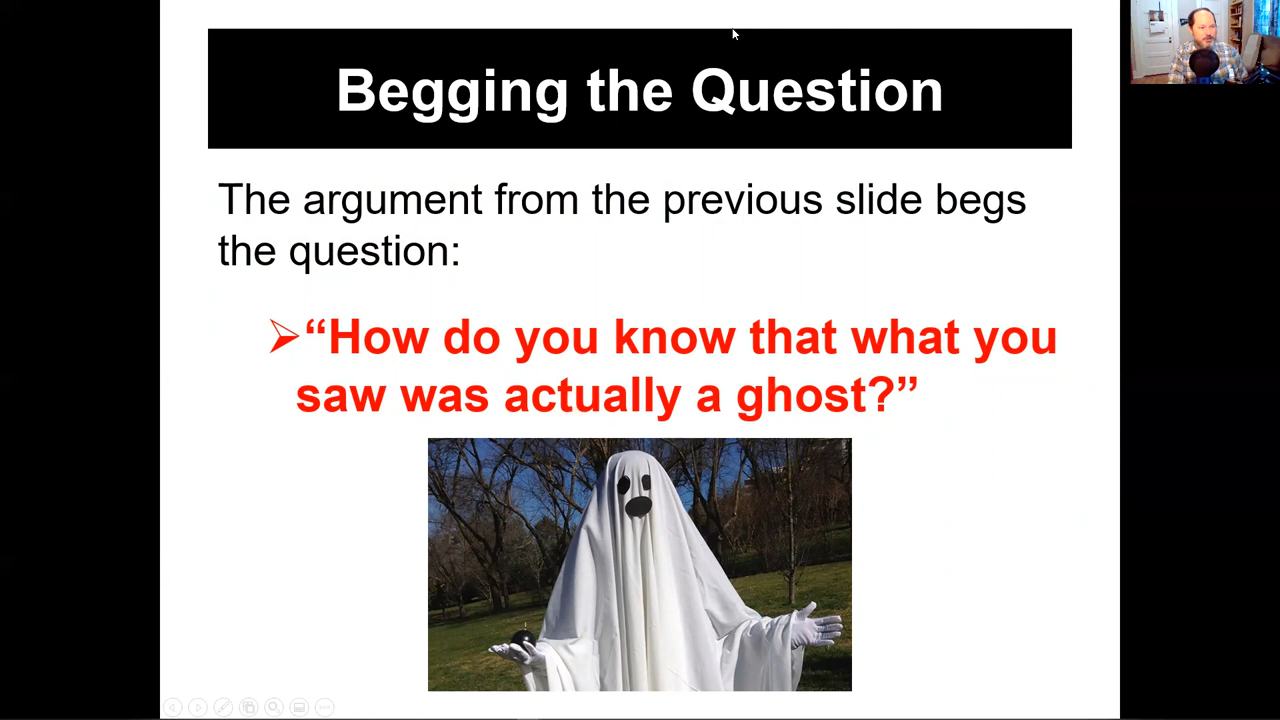 Begging the Question
The argument from the previous slide begs
the question:
“How do you know that what you
saw was actually a ghost?”